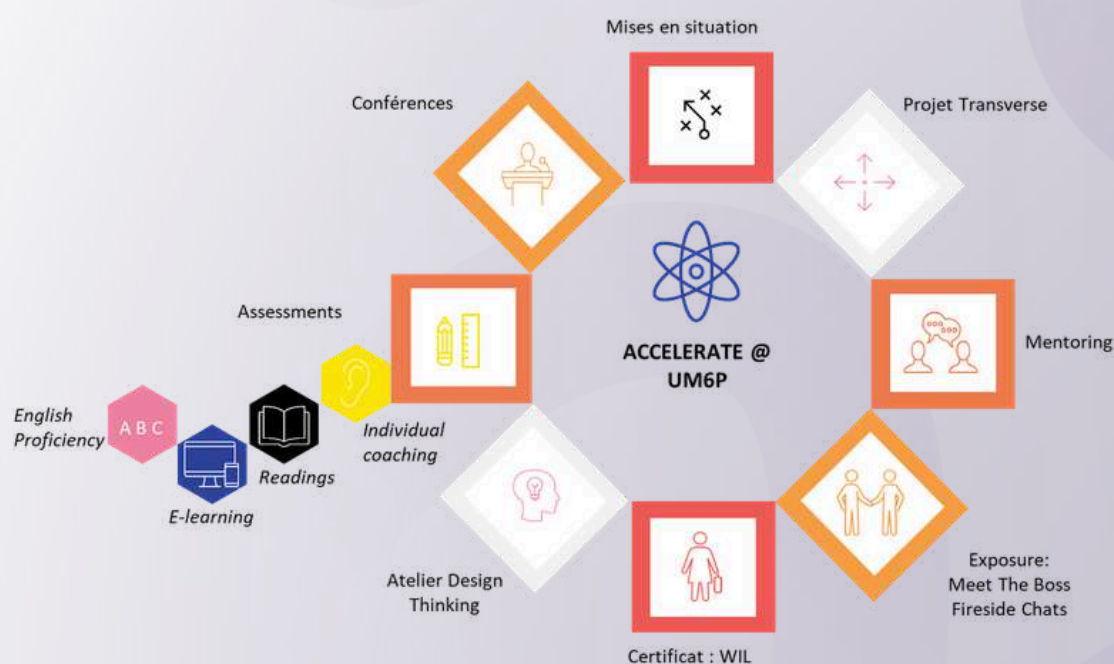 Mises en situation
Conférences
Projet Transverse
Assessments
ACCELERATE @
UM6P
Mentoring
English
Proficiency
A B C
Individual
coaching
Readings
E-learning
Atelier Design
Thinking
Exposure:
Meet The Boss
Fireside Chats
Certificat : WIL